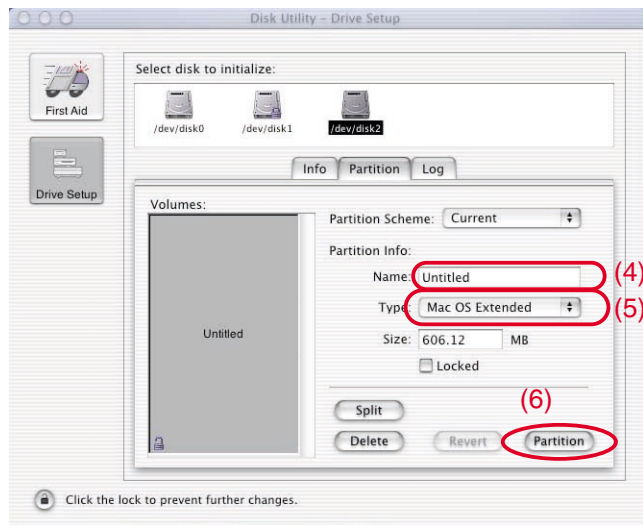 Disk Utility – Drive Setup
First Aid
Drive Setup
Select disk to initialize:
/dev/disk0 /dev/disk1 /dev/disk2
Info Partition Log
Volumes:
Untitled
Partition Scheme: Current
Partition Info:
Name: Untitled (4)
Type: Mac OS Extended (5)
Size: 606.12 MB
Locked
(6)
Split
Delete Revert Partition
Click the lock to prevent further changes.